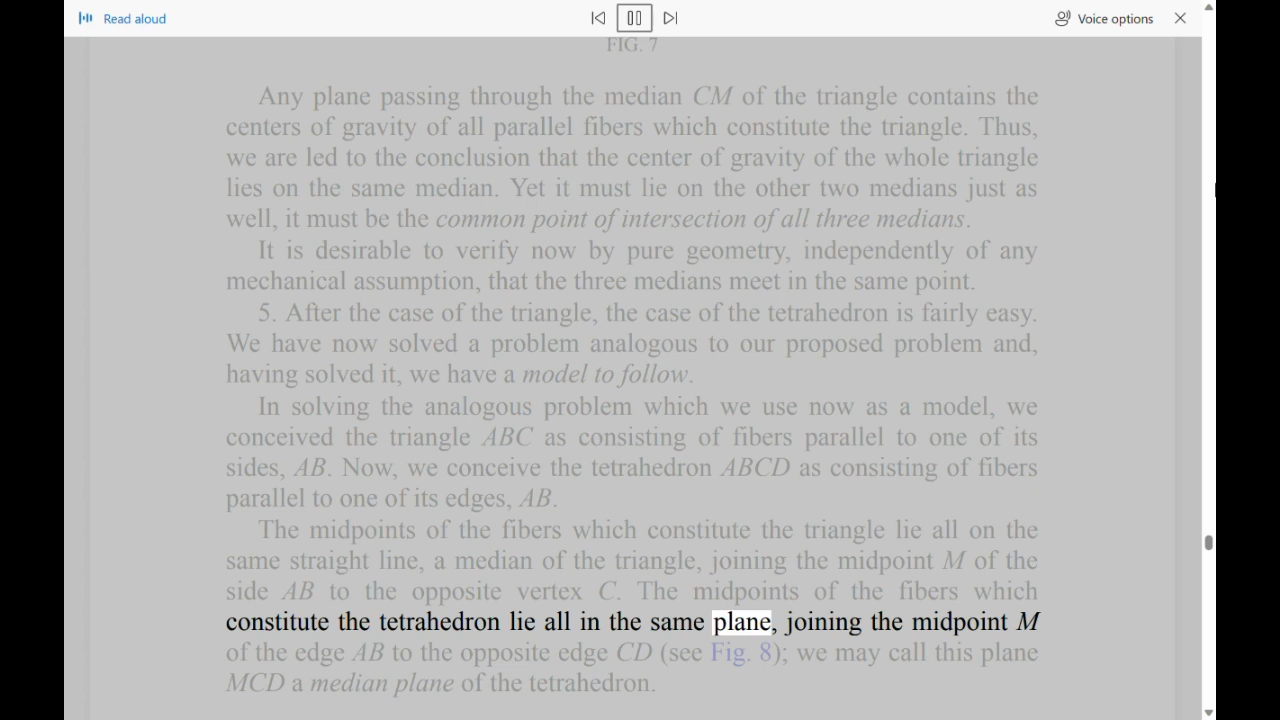 Read aloud
Voice options
FIG. 7
Any plane passing through the median CM of the triangle contains the
centers of gravity of all parallel fibers which constitute the triangle. Thus,
we are led to the conclusion that the center of gravity of the whole triangle
lies on the same median. Yet it must lie on the other two medians just as
well, it must be the common point of intersection of all three medians.
It is desirable to verify now by pure geometry, independently of any
mechanical assumption, that the three medians meet in the same point.
5. After the case of the triangle, the case of the tetrahedron is fairly easy.
We have now solved a problem analogous to our proposed problem and,
having solved it, we have a model to follow.
In solving the analogous problem which we use now as a model, we
conceived the triangle ABC as consisting of fibers parallel to one of its
sides, AB. Now, we conceive the tetrahedron ABCD as consisting of fibers
parallel to one of its edges, AB.
The midpoints of the fibers which constitute the triangle lie all on the
same straight line, a median of the triangle, joining the midpoint M of the
side AB to the opposite vertex C. The midpoints of the fibers which
constitute the tetrahedron lie all in the same plane, joining the midpoint M
of the edge AB to the opposite edge CD (see Fig. 8); we may call this plane
MCD a median plane of the tetrahedron.